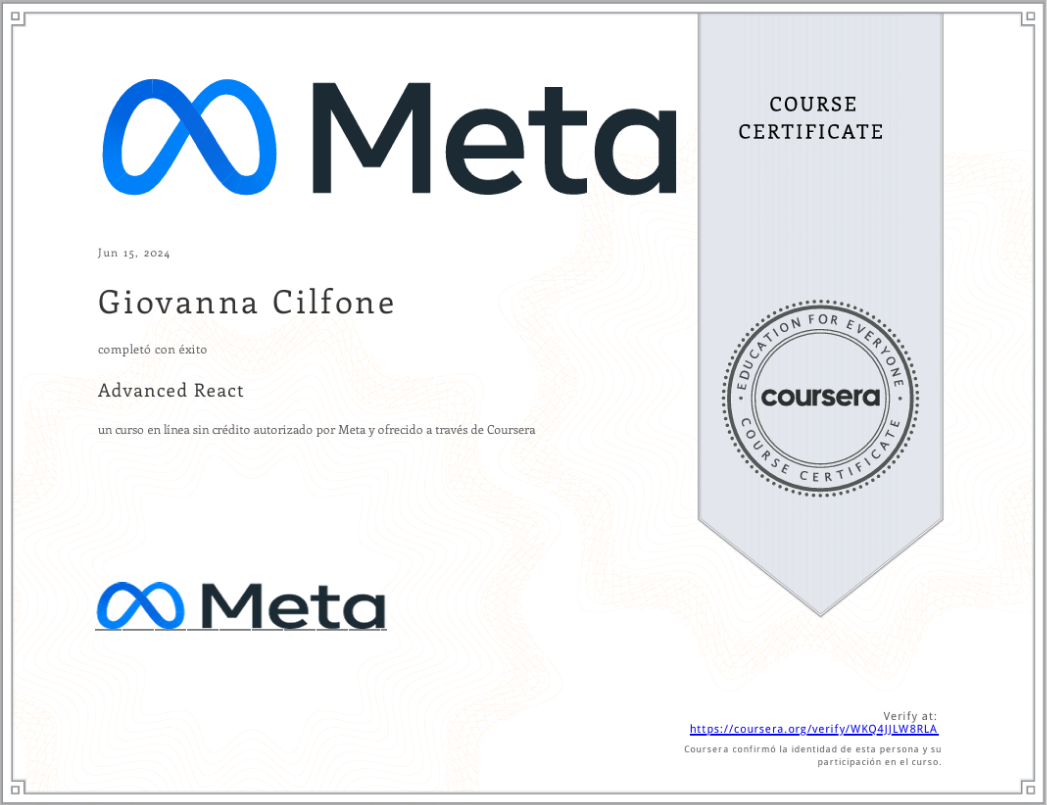 Meta
COURSE
CERTIFICATE
Jun 15, 2024
Giovanna Cilfone
completó con éxito
Advanced React
un curso en línea sin crédito autorizado por Meta y ofrecido a través de Coursera
EDUCATION FOR EVERYONE
coursera
COURSE CERTIFICATE
Meta
Verify at:
https://coursera.org/verify/WKQ4JJLW8RLA
Coursera confirmó la identidad de esta persona y su
participación en el curso.